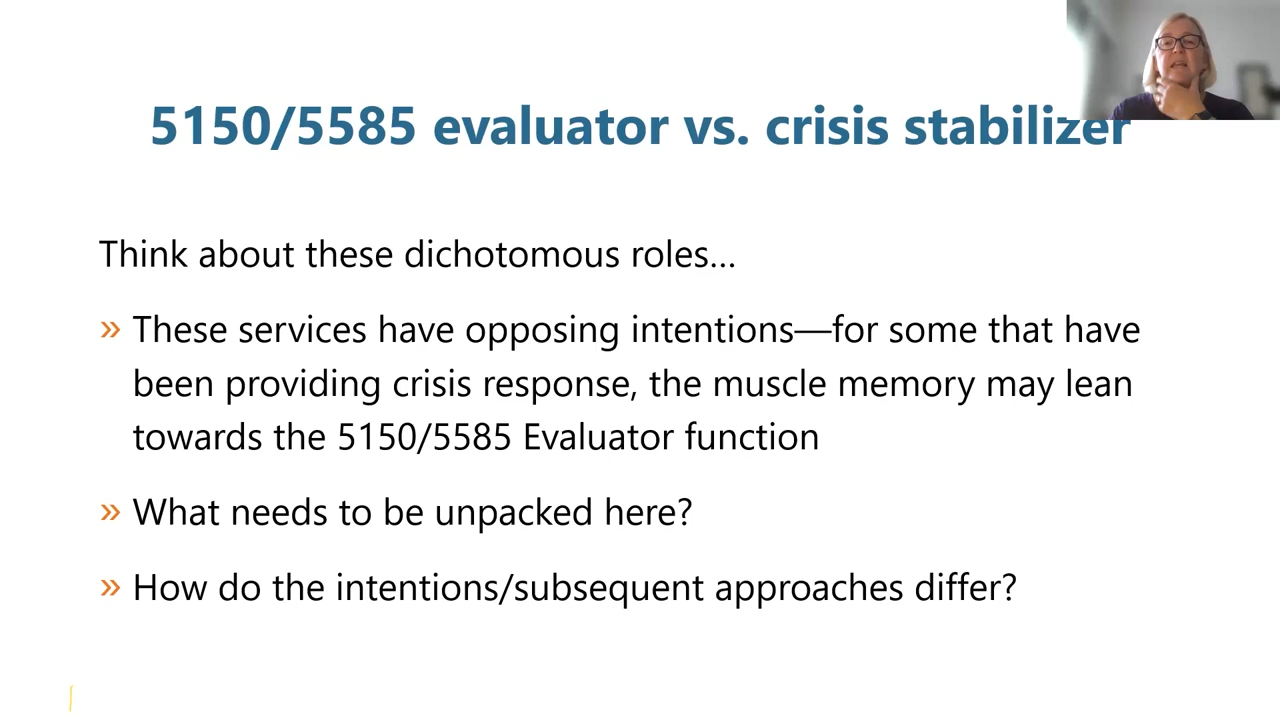 5150/5585 evaluator vs. crisis stabilizer
Think about these dichotomous roles…
» These services have opposing intentions—for some that have
been providing crisis response, the muscle memory may lean
towards the 5150/5585 Evaluator function
» What needs to be unpacked here?
» How do the intentions/subsequent approaches differ?